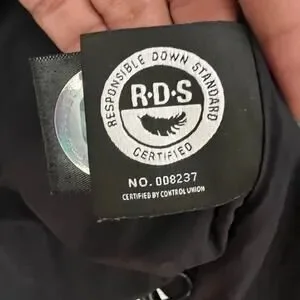 RESPONSIBLE DOWN STANDARD
R·D·S
CERTIFIED
NO. 008237
CERTIFIED BY CONTROL UNION